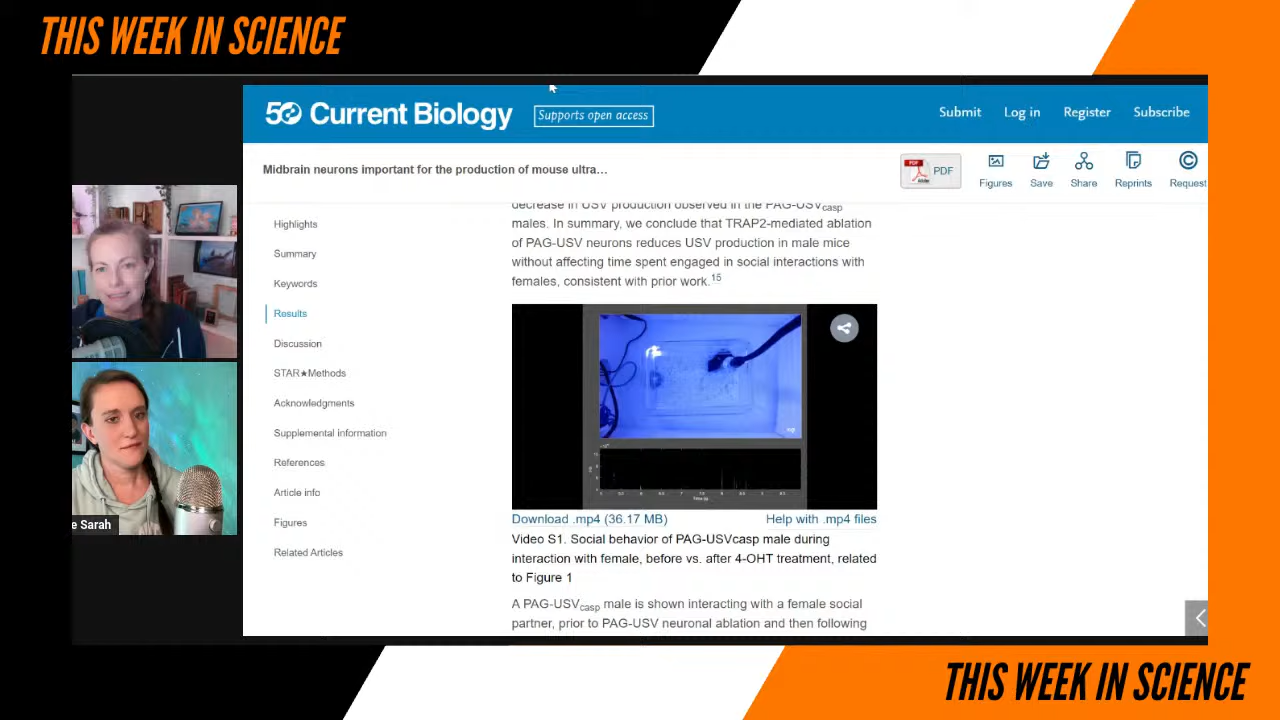 THIS WEEK IN SCIENCE
50 Current Biology
Supports open access
Submit
Log in
Register
Subscribe
Midbrain neurons important for the production of mouse ultra…
PDF
PDF
Figures
Save
Share
Reprints
Request
Highlights
Summary
Keywords
Results
Discussion
STAR★Methods
Acknowledgments
Supplemental information
References
Article info
Figures
Related Articles
decrease in USV production observed in the PAG-USVcasp
males. In summary, we conclude that TRAP2-mediated ablation
of PAG-USV neurons reduces USV production in male mice
without affecting time spent engaged in social interactions with
females, consistent with prior work.15
Download .mp4 (36.17 MB)
Help with .mp4 files
Video S1. Social behavior of PAG-USVcasp male during
interaction with female, before vs. after 4-OHT treatment, related
to Figure 1
A PAG-USVcasp male is shown interacting with a female social
partner, prior to PAG-USV neuronal ablation and then following
e Sarah
THIS WEEK IN SCIENCE